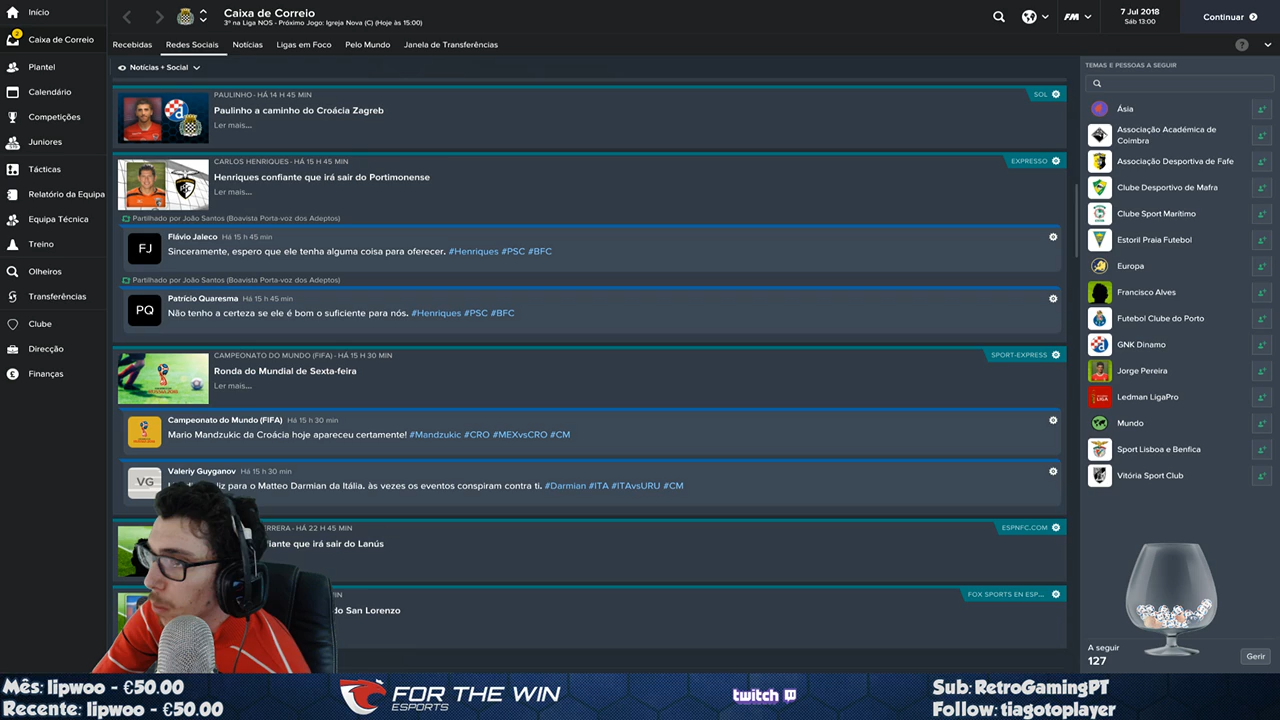 Início
2
Caixa de Correio
Plantel
Calendário
Competições
Juniores
Tácticas
Relatório da Equipa
Equipa Técnica
Treino
Olheiros
Transferências
Clube
Direcção
Finanças
Caixa de Correio
3º na Liga NOS - Próximo Jogo: Igreja Nova (C) (Hoje às 15:00)
FM
7 Jul 2018
Sáb 13:00
Continuar
Recebidas
Redes Sociais
Notícias
Ligas em Foco
Pelo Mundo
Janela de Transferências
?
Notícias + Social
PAULINHO - HÁ 14 H 45 MIN
SOL
Paulinho a caminho do Croácia Zagreb
Ler mais...
CARLOS HENRIQUES - HÁ 15 H 45 MIN
EXPRESSO
Henriques confiante que irá sair do Portimonense
Ler mais...
Partilhado por João Santos (Boavista Porta-voz dos Adeptos)
FJ
Flávio Jaleco Há 15 h 45 min
Sinceramente, espero que ele tenha alguma coisa para oferecer. #Henriques #PSC #BFC
Partilhado por João Santos (Boavista Porta-voz dos Adeptos)
PQ
Patrício Quaresma Há 15 h 45 min
Não tenho a certeza se ele é bom o suficiente para nós. #Henriques #PSC #BFC
CAMPEONATO DO MUNDO (FIFA) - HÁ 15 H 30 MIN
SPORT-EXPRESS
Ronda do Mundial de Sexta-feira
Ler mais...
Campeonato do Mundo (FIFA) Há 15 h 30 min
Mario Mandzukic da Croácia hoje apareceu certamente! #Mandzukic #CRO #MEXvsCRO #CM
VG
Valeriy Guyganov Há 15 h 30 min
para o Matteo Darmian da Itália. às vezes os eventos conspiram contra ti. #Darmian #ITA #ITAvsURU #CM
- HÁ 22 H 45 MIN
ESPNFC.COM
que irá sair do Lanús
FOX SPORTS EN ESP...
San Lorenzo
TEMAS E PESSOAS A SEGUIR
Ásia
Associação Académica de
Coimbra
Associação Desportiva de Fafe
Clube Desportivo de Mafra
Clube Sport Marítimo
Estoril Praia Futebol
Europa
Francisco Alves
Futebol Clube do Porto
GNK Dinamo
Jorge Pereira
Ledman LigaPro
Mundo
Sport Lisboa e Benfica
Vitória Sport Club
A seguir
127
Gerir
Mês: lipwoo - €50.00
Recente: lipwoo - €50.00
FOR THE WIN
ESPORTS
twitch
Sub: RetroGamingPT
Follow: tiagotoplayer